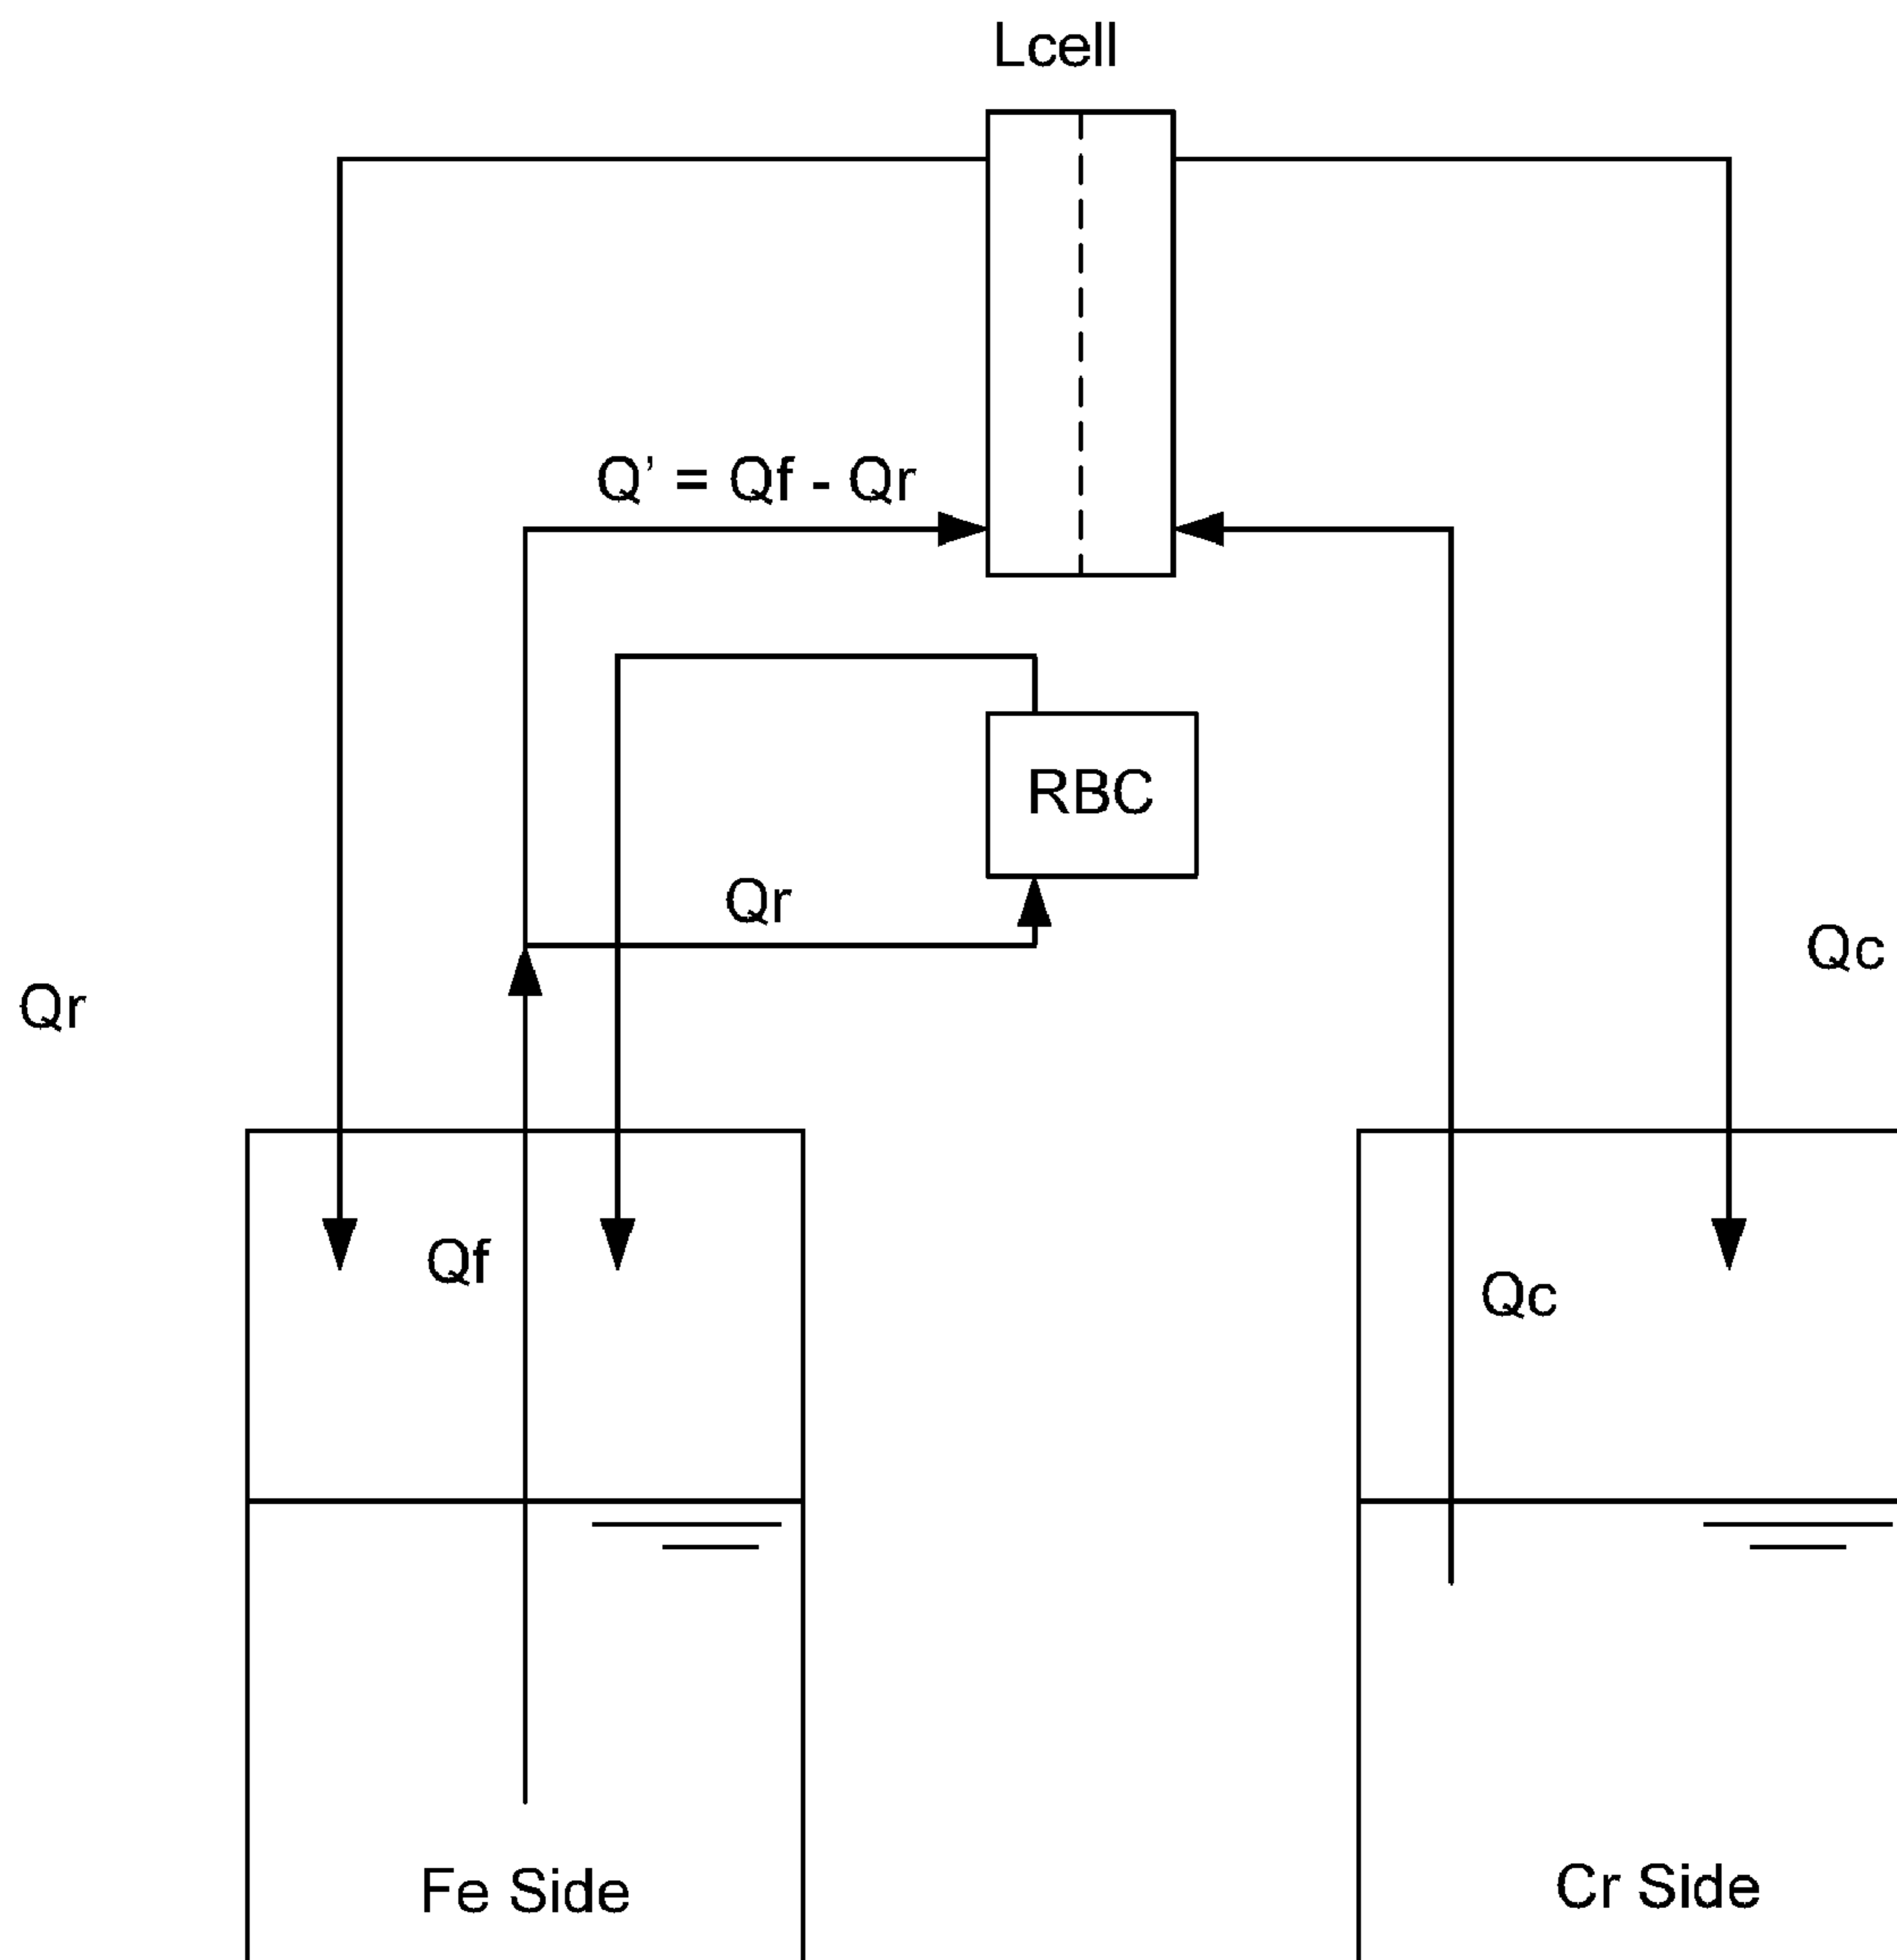 Lcell
Q' = Qf - Qr
RBC
Qr
Qc
Qr
Qf
Qc
Fe Side
Cr Side